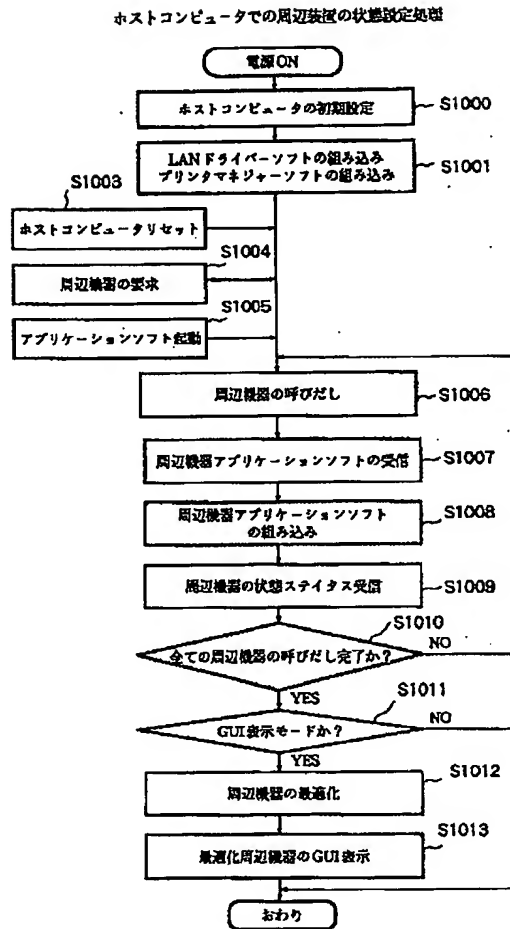 ホストコンピュータでの周辺装置の状態設定処理
電源ON
ホストコンピュータの初期設定
S1000
LANドライバーソフトの組み込み
プリンタマネジャーソフトの組み込み
S1001
S1003
ホストコンピュータリセット
S1004
周辺機器の要求
S1005
アプリケーションソフト起動
周辺機器の呼びだし
S1006
周辺機器アプリケーションソフトの受信
S1007
周辺機器アプリケーションソフト
の組み込み
S1008
周辺機器の状態ステイタス受信
S1009
S1010
全ての周辺機器の呼びだし完了か？
NO
YES
S1011
GUI表示モードか？
NO
YES
周辺機器の最適化
S1012
最適化周辺機器のGUI表示
S1013
おわり